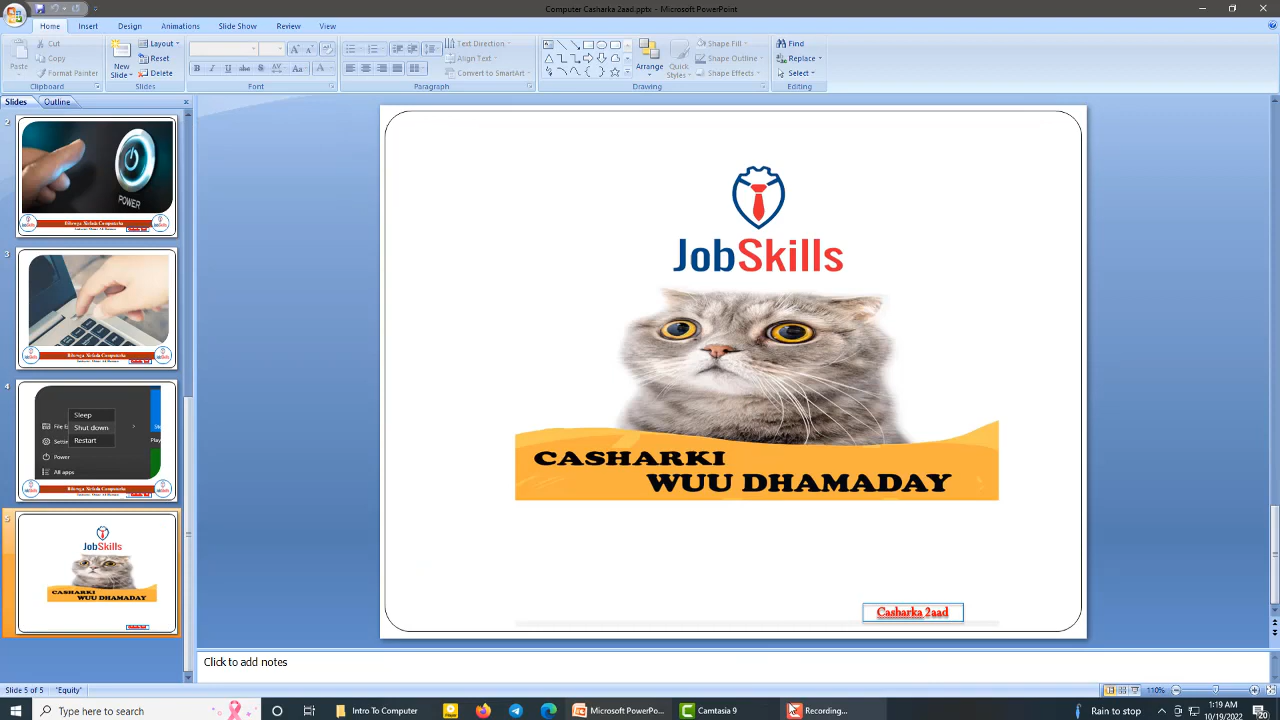 Computer Casharka 2aad.pptx - Microsoft PowerPoint
Home Insert Design Animations Slide Show Review View
Cut
Copy
Format Painter
Paste
Clipboard
New
Slide
Layout
Reset
Delete
Slides
Font
Text Direction
Align Text
Convert to SmartArt
Paragraph
Arrange
Quick
Styles
Shape Fill
Shape Outline
Shape Effects
Drawing
Find
Replace
Select
Editing
Slides Outline
2
POWER
3
4
Sleep
Shut down
Restart
Power
All apps
5
JobSkills
CASHARKI
WUU DHAMADAY
JobSkills
CASHARKI
WUU DHAMADAY
Casharka 2aad
Click to add notes
Slide 5 of 5 "Equity" 110%
Type here to search
Intro To Computer
Microsoft PowerPo...
Camtasia 9
Recording...
Rain to stop
1:19 AM
10/19/2022